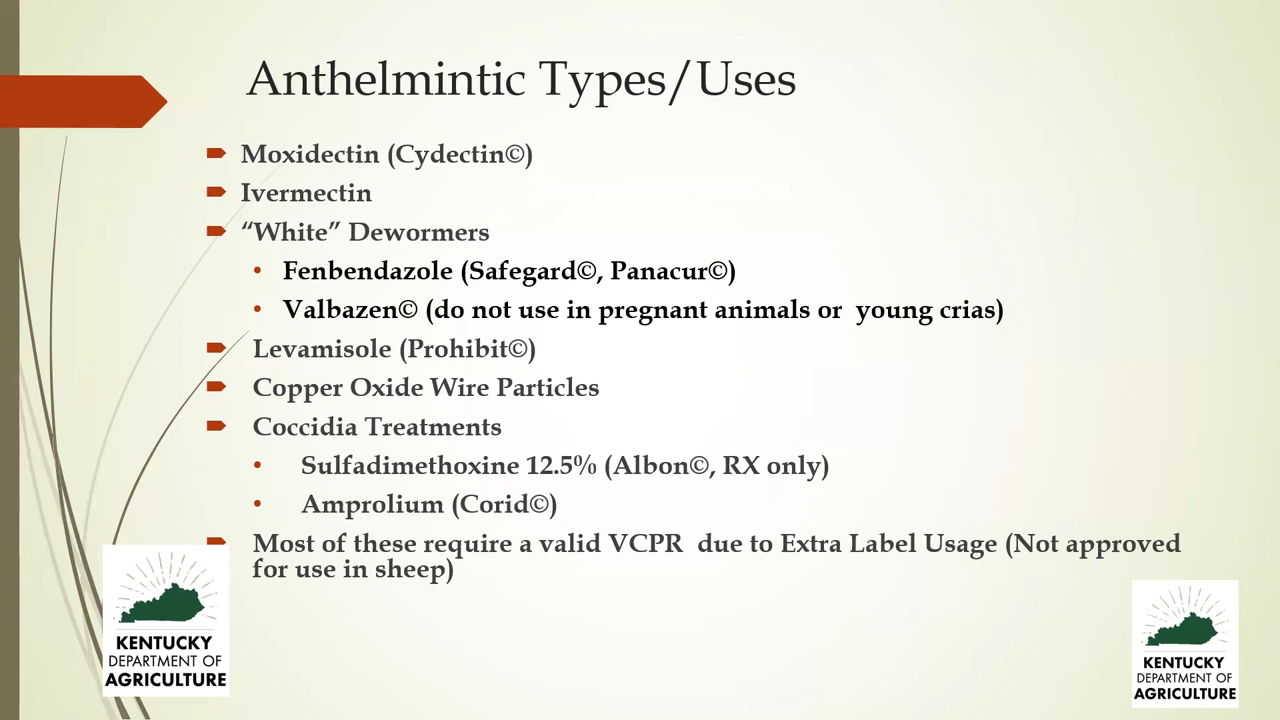 Anthelmintic Types/Uses
Moxidectin (Cydectin©)
Ivermectin
“White” Dewormers
Fenbendazole (Safegard©, Panacur©)
Valbazen© (do not use in pregnant animals or  young crias)
Levamisole (Prohibit©)
Copper Oxide Wire Particles
Coccidia Treatments
Sulfadimethoxine 12.5% (Albon©, RX only)
Amprolium (Corid©)
Most of these require a valid VCPR  due to Extra Label Usage (Not approved
for use in sheep)
KENTUCKY
DEPARTMENT OF
AGRICULTURE
KENTUCKY
DEPARTMENT OF
AGRICULTURE